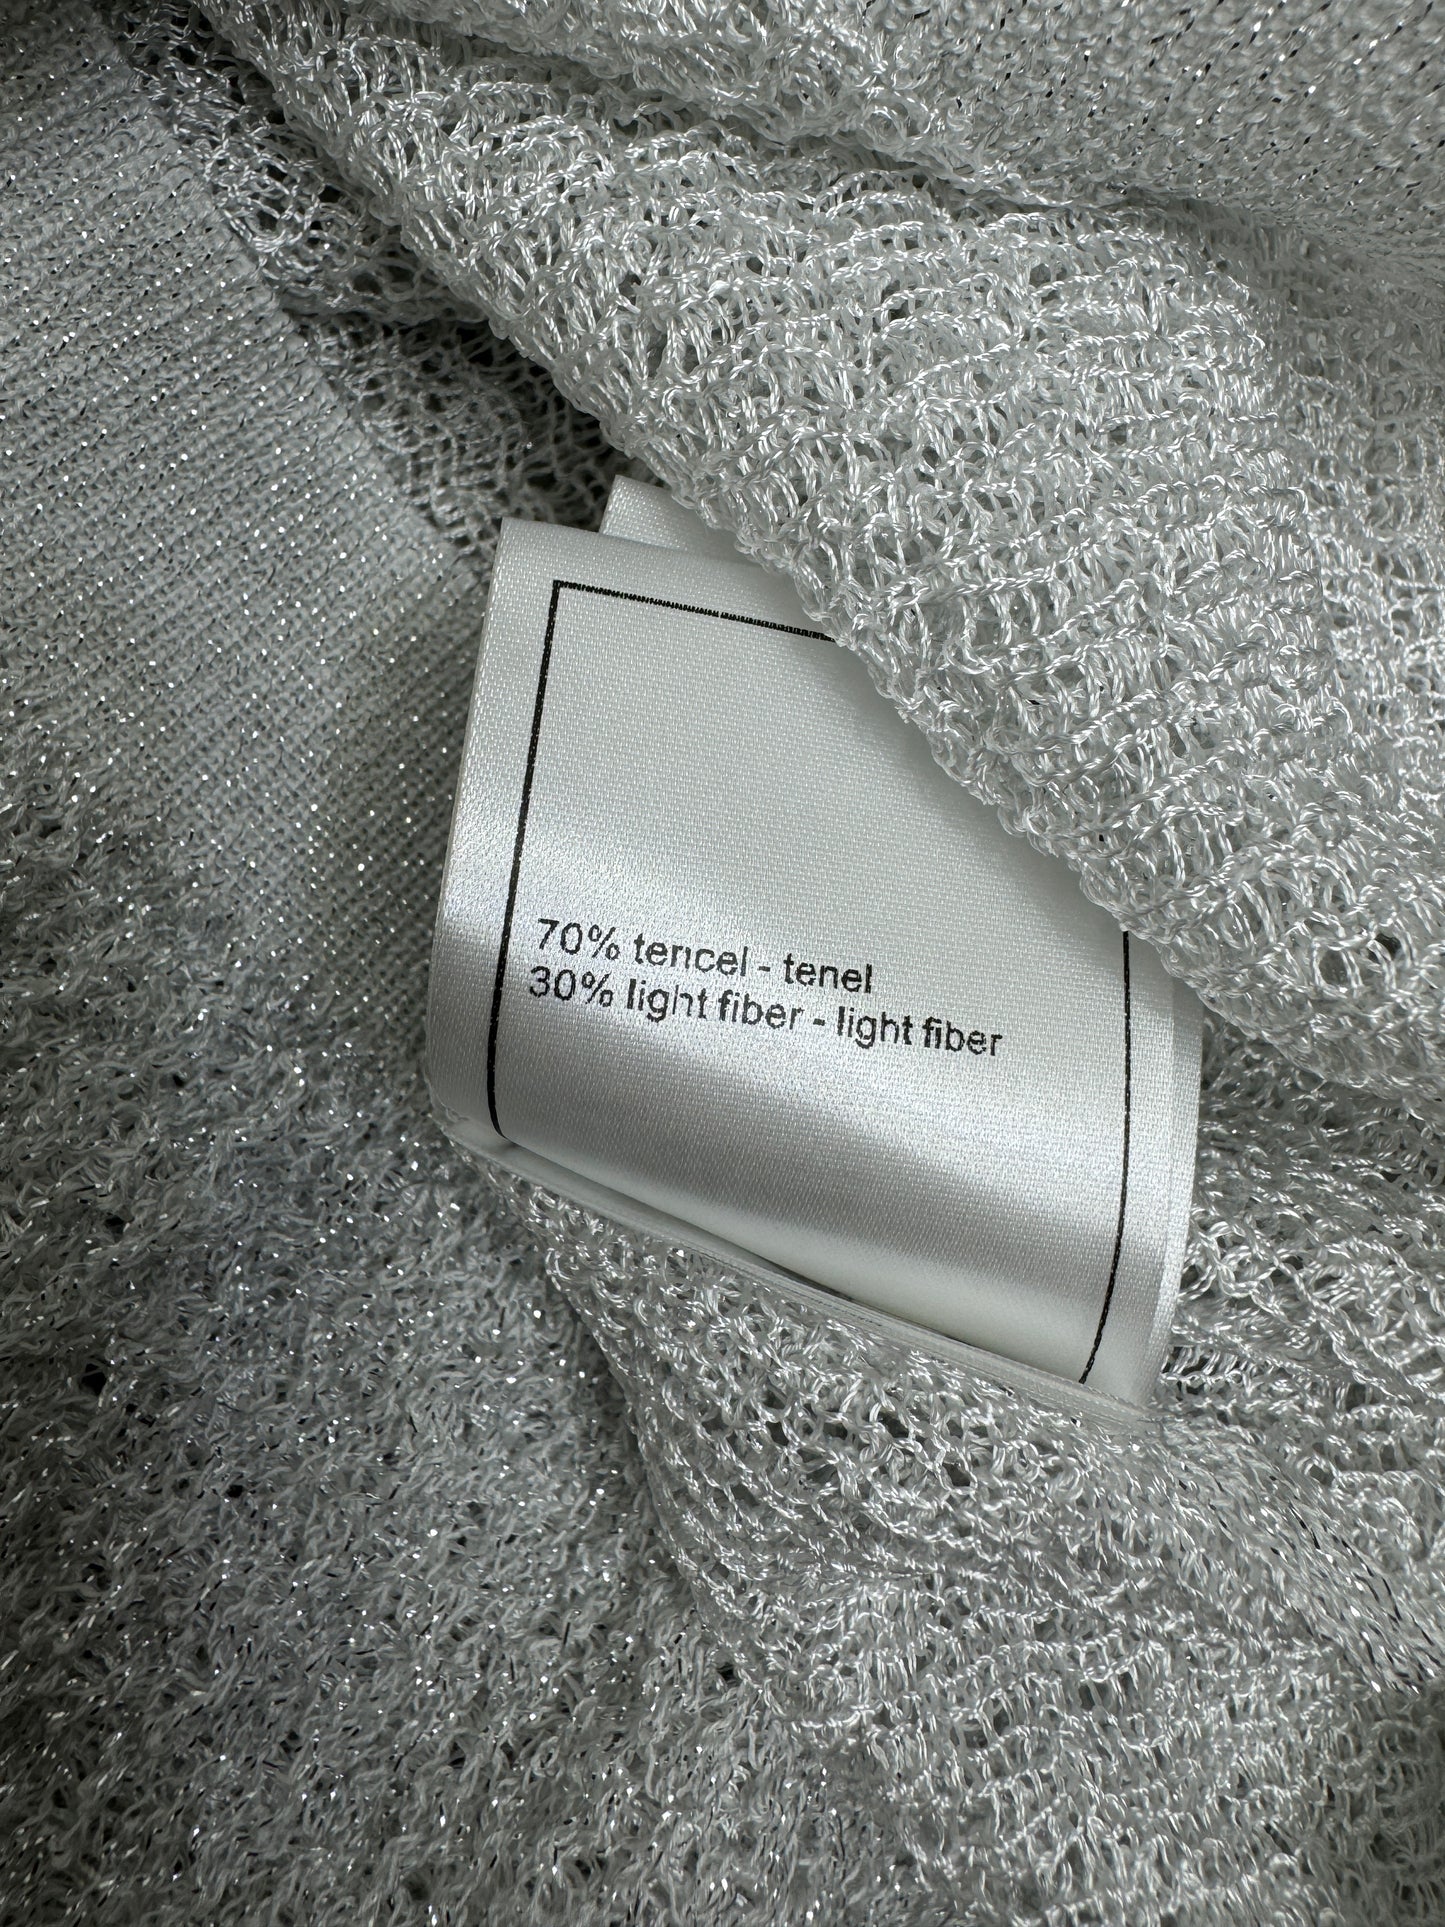 70% tencel - tenel
30% light fiber - light fiber